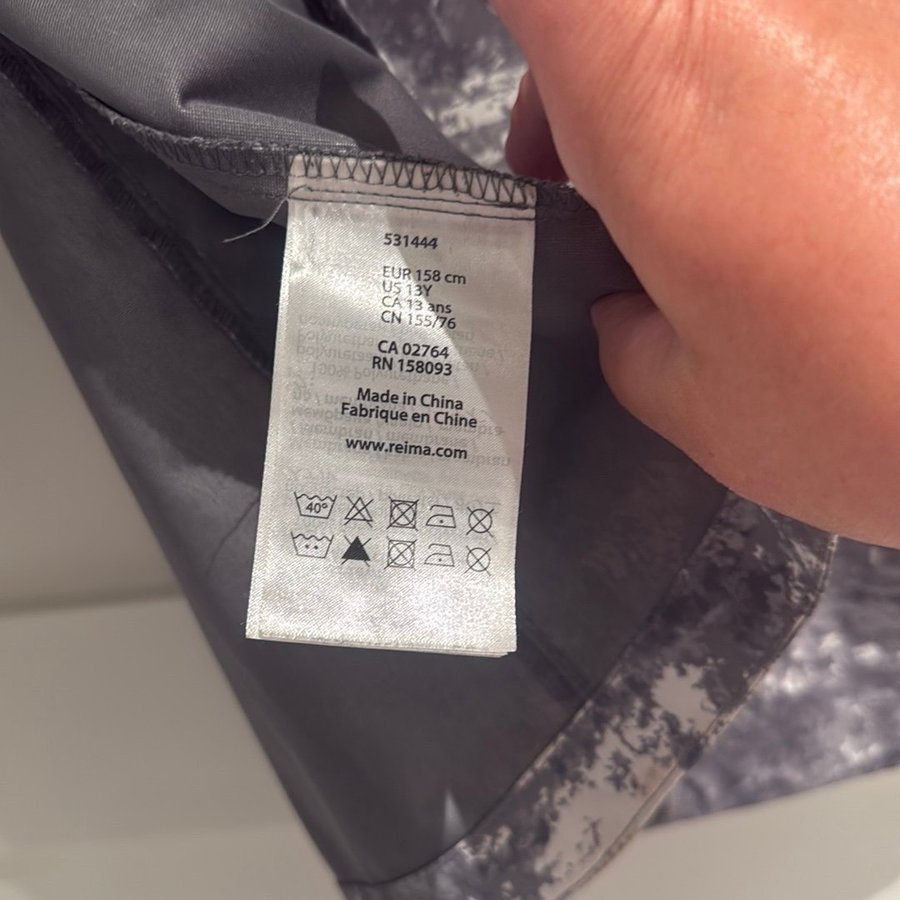 531444
EUR 158 cm
US 13Y
CA 13 ans
CN 155/76
CA 02764
RN 158093
Made in China
Fabrique en Chine
www.reima.com
40°